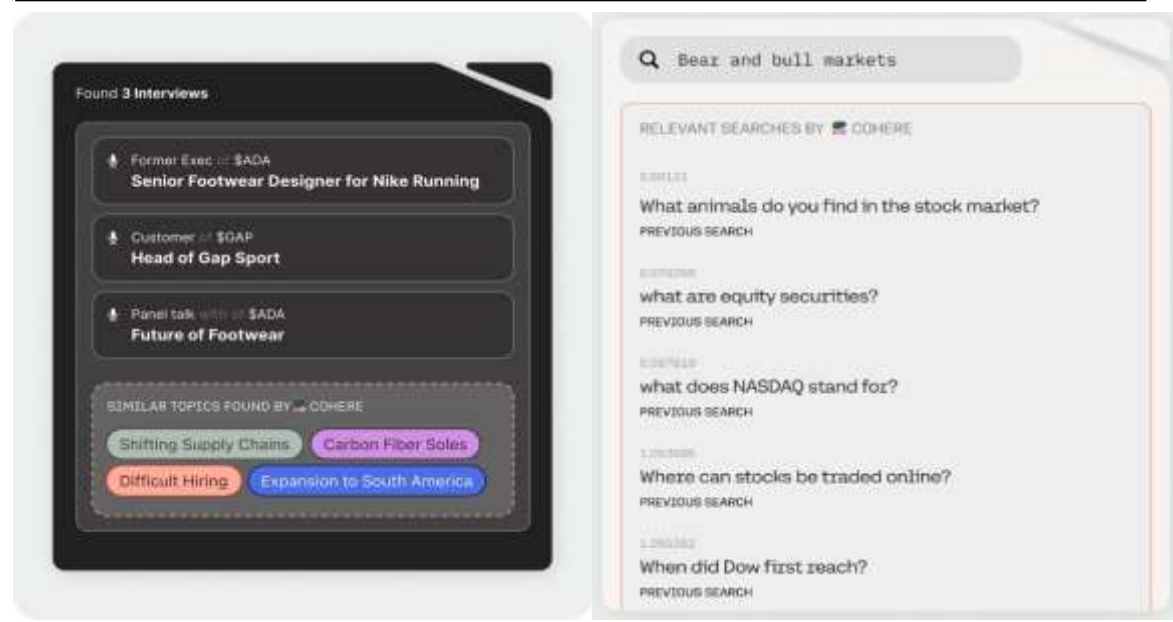 Found 3 Interviews
Former Exec of $ADA
Senior Footwear Designer for Nike Running
Customer of $GAP
Head of Gap Sport
Panel talk with of $ADA
Future of Footwear
SIMILAR TOPICS FOUND BY COHERE
Shifting Supply Chains Carbon Fiber Soles
Difficult Hiring Expansion to South America
Bear and bull markets
RELEVANT SEARCHES BY COHERE
What animals do you find in the stock market?
PREVIOUS SEARCH
what are equity securities?
PREVIOUS SEARCH
what does NASDAQ stand for?
PREVIOUS SEARCH
Where can stocks be traded online?
PREVIOUS SEARCH
When did Dow first reach?
PREVIOUS SEARCH